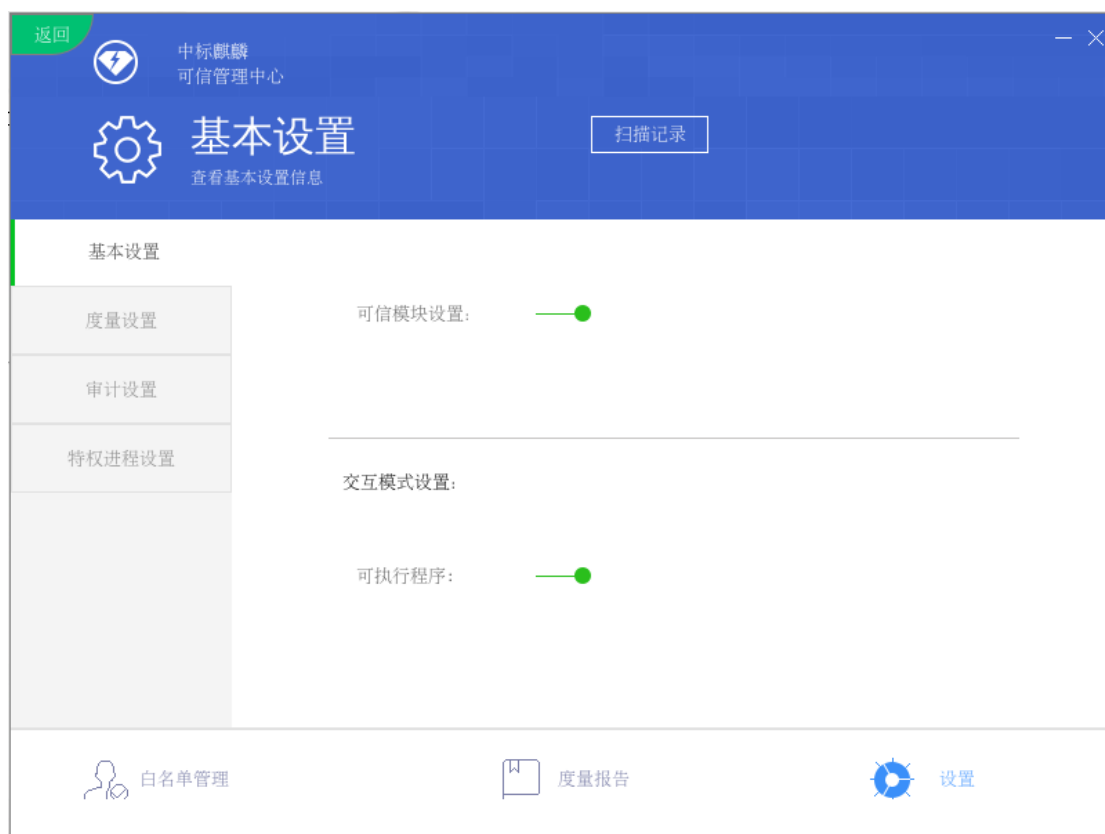 返回
中标麒麟
可信管理中心
基本设置
查看基本设置信息
扫描记录
基本设置
度量设置
审计设置
特权进程设置
可信模块设置:
交互模式设置:
可执行程序:
白名单管理
度量报告
设置